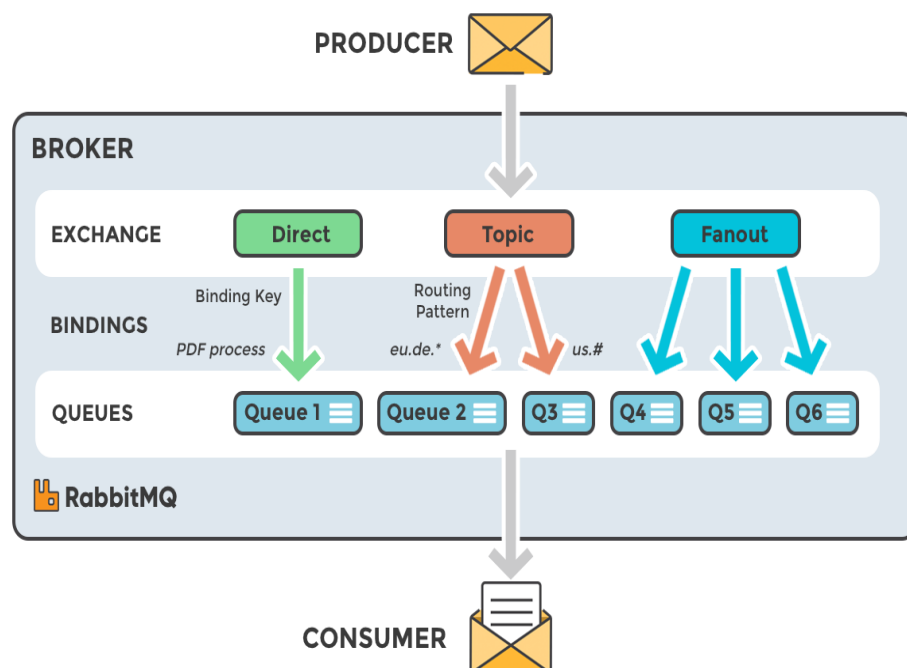 PRODUCER
BROKER
EXCHANGE
Direct
Topic
Fanout
Binding Key
Routing
Pattern
BINDINGS
PDF process
eu.de.*
us.#
QUEUES
Queue 1
Queue 2
Q3
Q4
Q5
Q6
RabbitMQ
CONSUMER